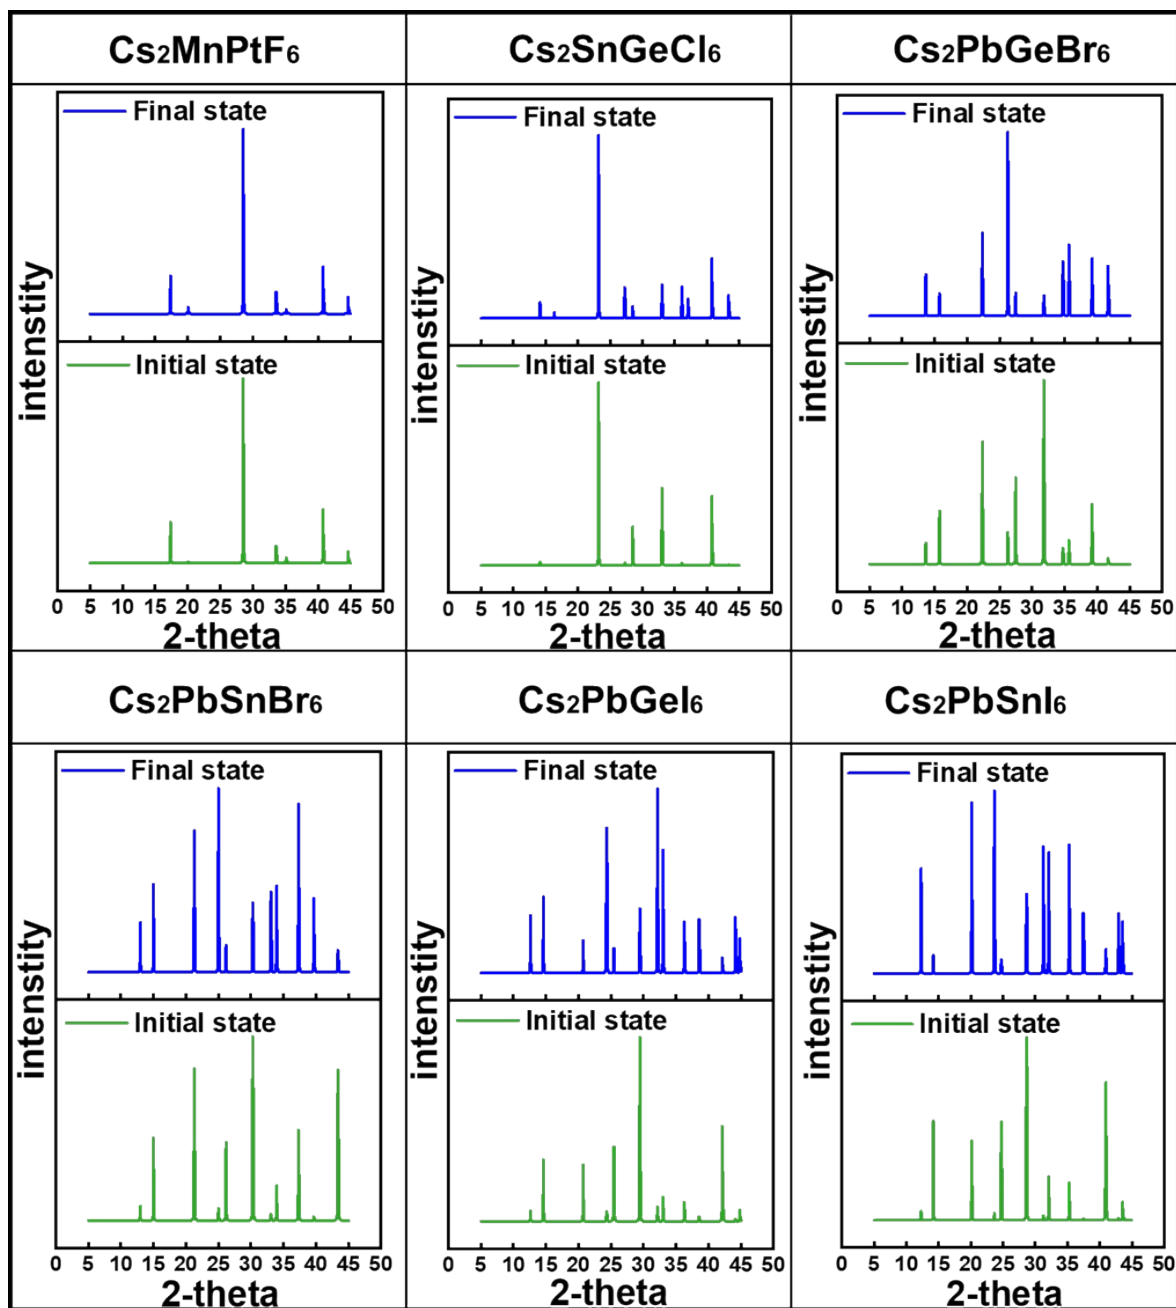 Cs₂MnPtF₆
Cs₂SnGeCl₆
Cs₂PbGeBr₆
Final state
Final state
Final state
intenstity
intenstity
intenstity
Initial state
Initial state
Initial state
0 5 10 15 20 25 30 35 40 45 50
0 5 10 15 20 25 30 35 40 45 50
0 5 10 15 20 25 30 35 40 45 50
2-theta
2-theta
2-theta
Cs₂PbSnBr₆
Cs₂PbGeI₆
Cs₂PbSnI₆
Final state
Final state
Final state
intenstity
intenstity
intenstity
Initial state
Initial state
Initial state
0 5 10 15 20 25 30 35 40 45 50
0 5 10 15 20 25 30 35 40 45 50
0 5 10 15 20 25 30 35 40 45 50
2-theta
2-theta
2-theta